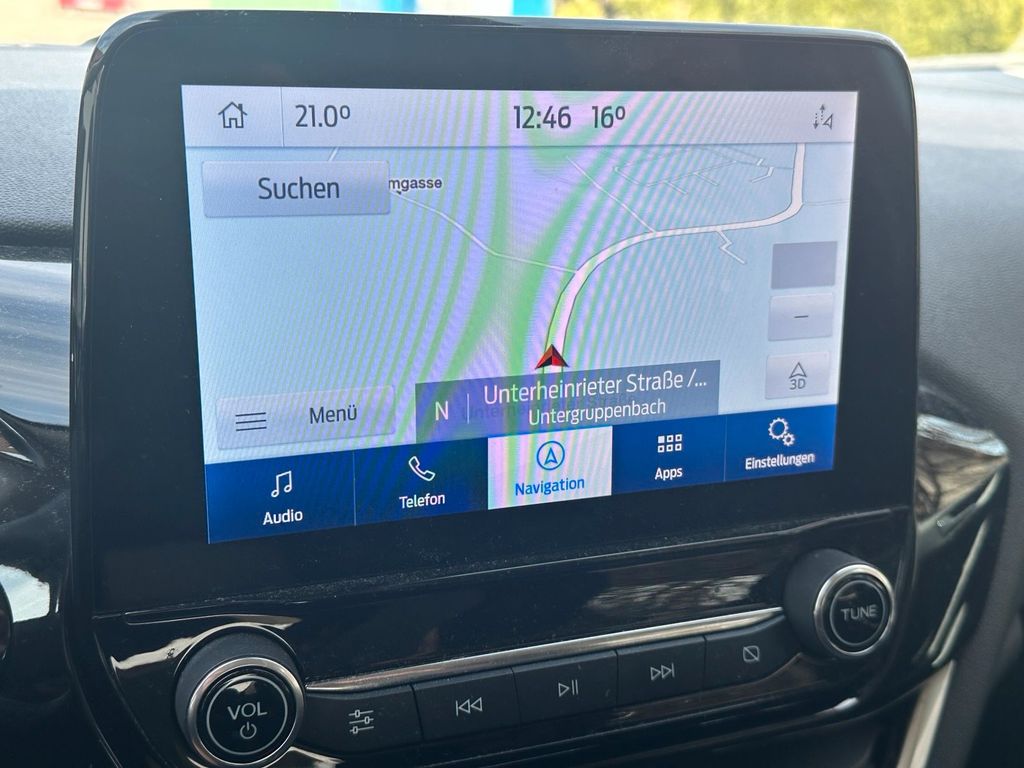 21.0° 12:46 16°
Suchen
mgasse
3D
N Unterheinrieter Straße /...
Untergruppenbach
Menü
Audio
Telefon
Navigation
Apps
Einstellungen
VOL
TUNE